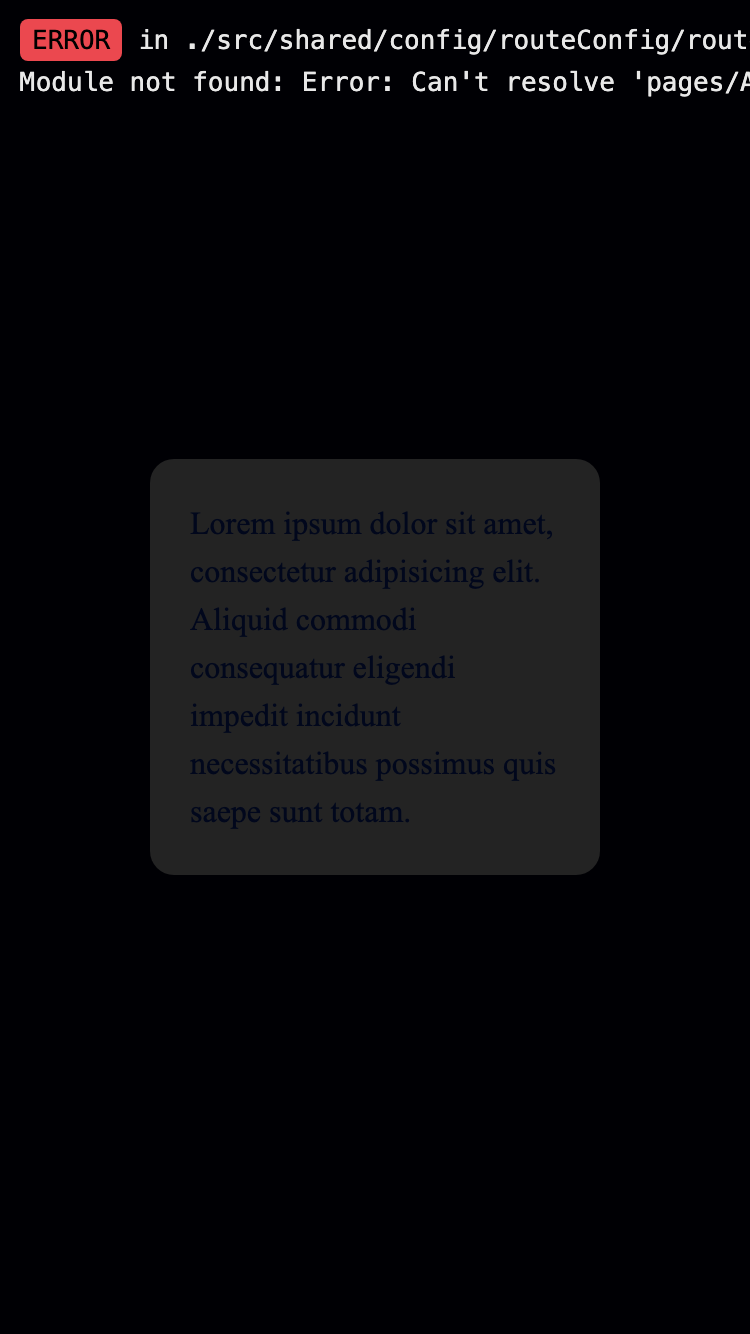 ERROR in ./src/shared/config/routeConfig/rout
Module not found: Error: Can't resolve 'pages/A
Lorem ipsum dolor sit amet,
consectetur adipisicing elit.
Aliquid commodi
consequatur eligendi
impedit incidunt
necessitatibus possimus quis
saepe sunt totam.